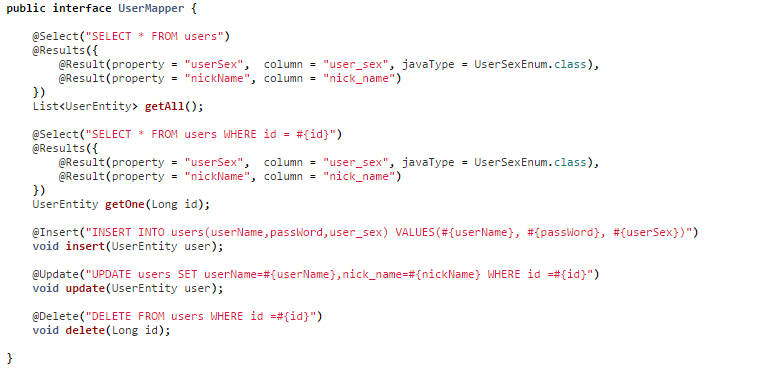 public interface UserMapper {
@Select("SELECT * FROM users")
@Results({
@Result(property = "userSex",  column = "user_sex", javaType = UserSexEnum.class),
@Result(property = "nickName", column = "nick_name")
})
List<UserEntity> getAll();
@Select("SELECT * FROM users WHERE id = #{id}")
@Results({
@Result(property = "userSex",  column = "user_sex", javaType = UserSexEnum.class),
@Result(property = "nickName", column = "nick_name")
})
UserEntity getOne(Long id);
@Insert("INSERT INTO users(userName,passWord,user_sex) VALUES(#{userName}, #{passWord}, #{userSex})")
void insert(UserEntity user);
@Update("UPDATE users SET userName=#{userName},nick_name=#{nickName} WHERE id =#{id}")
void update(UserEntity user);
@Delete("DELETE FROM users WHERE id =#{id}")
void delete(Long id);
}